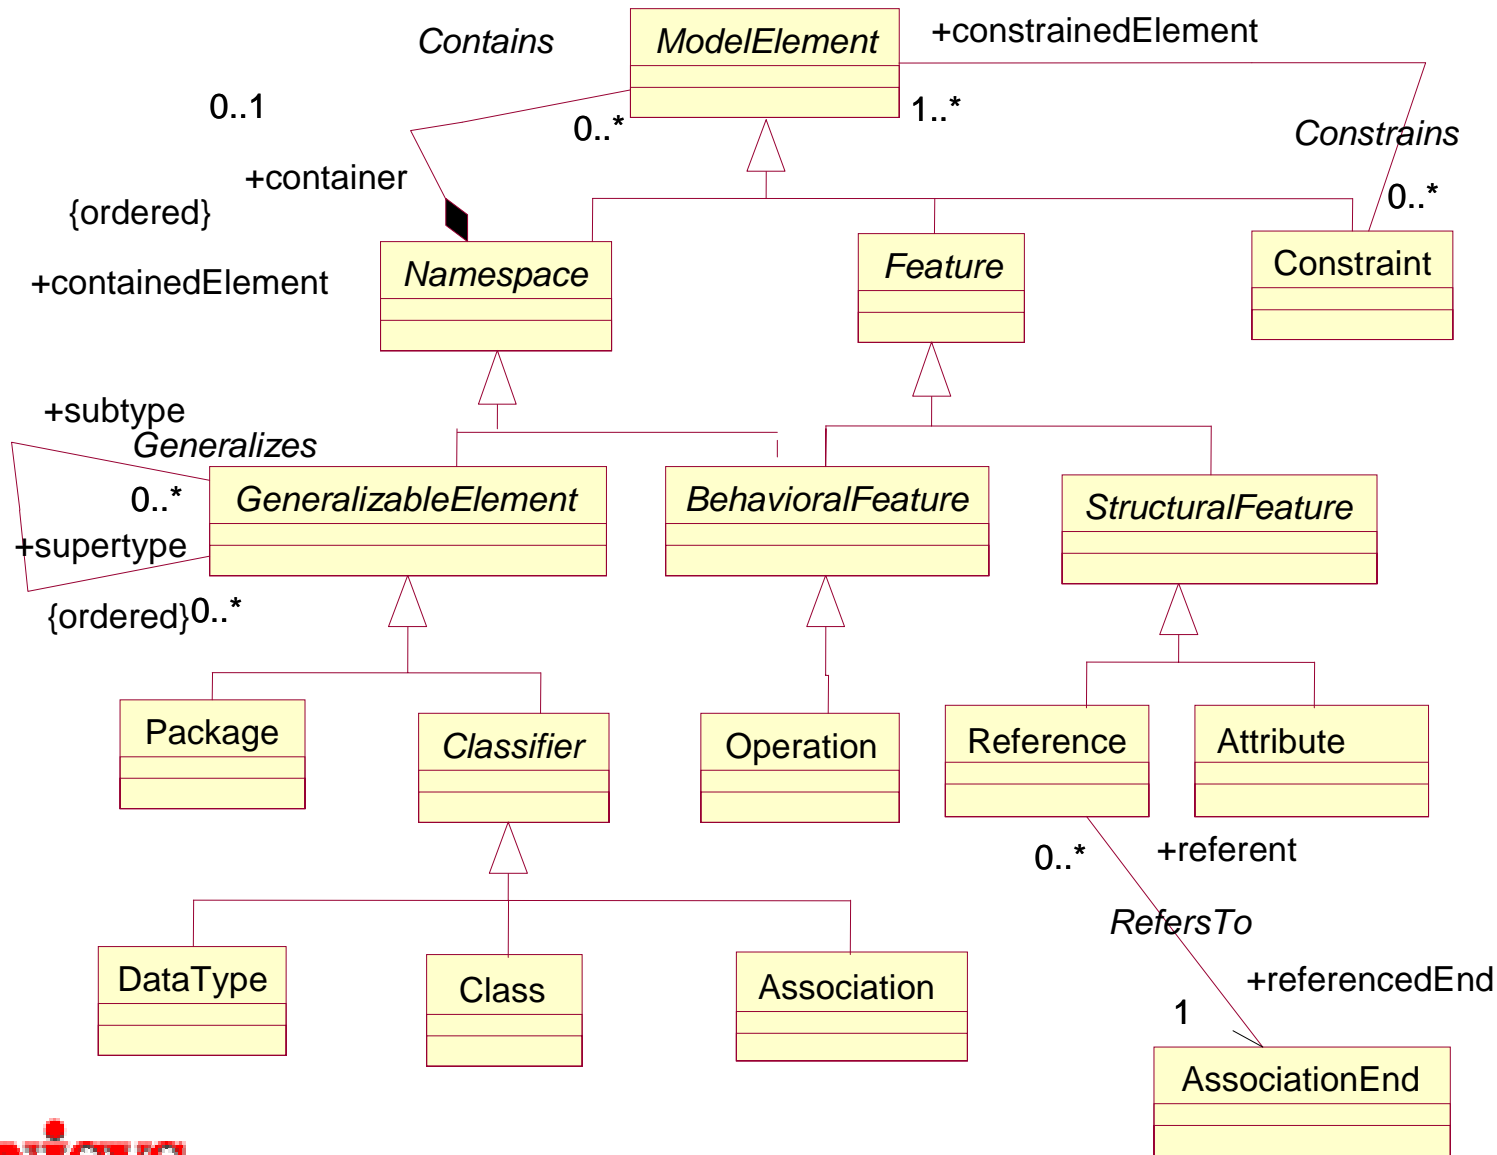 Contains
ModelElement
+constrainedElement
0..1
0..*
1..*
Constrains
+container
0..*
{ordered}
Namespace
Feature
Constraint
+containedElement
+subtype
Generalizes
0..*
GeneralizableElement
BehavioralFeature
StructuralFeature
+supertype
{ordered}
0..*
Package
Classifier
Operation
Reference
Attribute
0..*
+referent
RefersTo
DataType
Class
Association
+referencedEnd
1
AssociationEnd